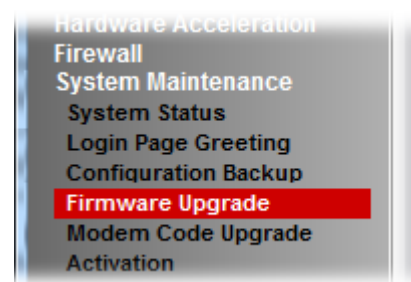 Hardware Acceleration
Firewall
System Maintenance
System Status
Login Page Greeting
Configuration Backup
Firmware Upgrade
Modem Code Upgrade
Activation